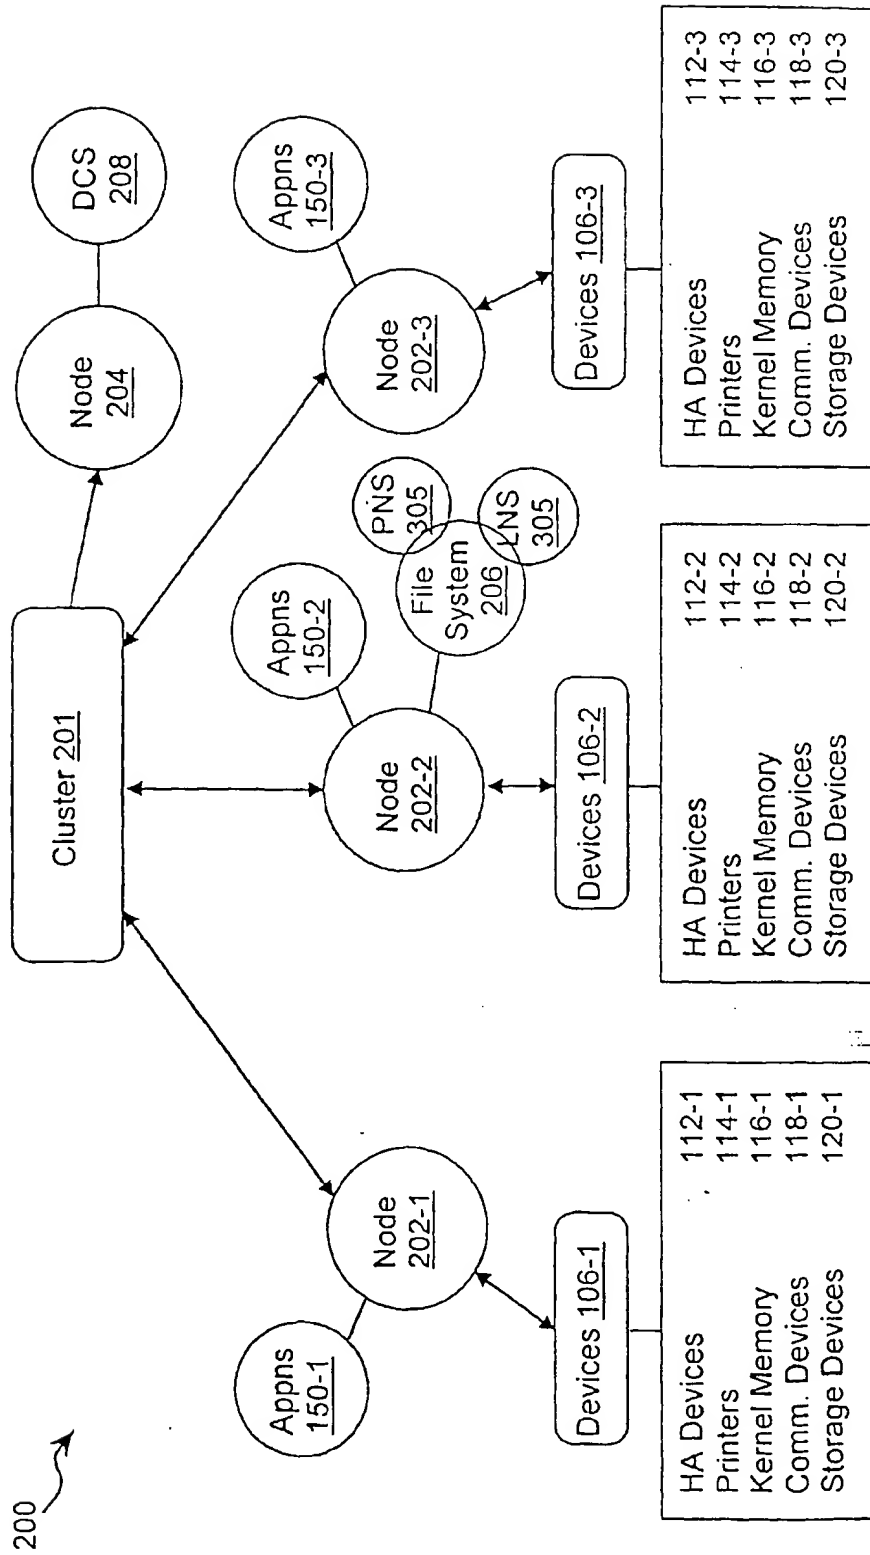 200
Cluster 201
Node
204
DCS
208
Appns
150-1
Node
202-1
Appns
150-2
Node
202-2
File
System
206
PNS
305
LNS
305
Appns
150-3
Node
202-3
Devices 106-1
Devices 106-2
Devices 106-3
HA Devices 112-1
Printers 114-1
Kernel Memory 116-1
Comm. Devices 118-1
Storage Devices 120-1
HA Devices 112-2
Printers 114-2
Kernel Memory 116-2
Comm. Devices 118-2
Storage Devices 120-2
HA Devices 112-3
Printers 114-3
Kernel Memory 116-3
Comm. Devices 118-3
Storage Devices 120-3